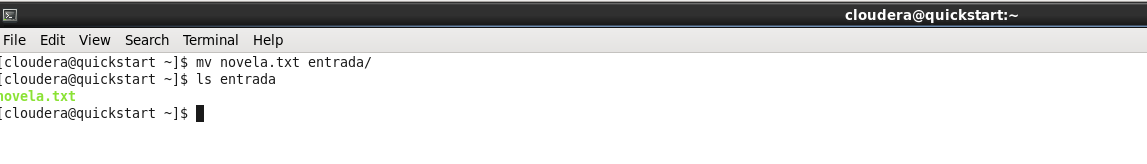 cloudera@quickstart:~
File Edit View Search Terminal Help
[cloudera@quickstart ~]$ mv novela.txt entrada/
[cloudera@quickstart ~]$ ls entrada
novela.txt
[cloudera@quickstart ~]$